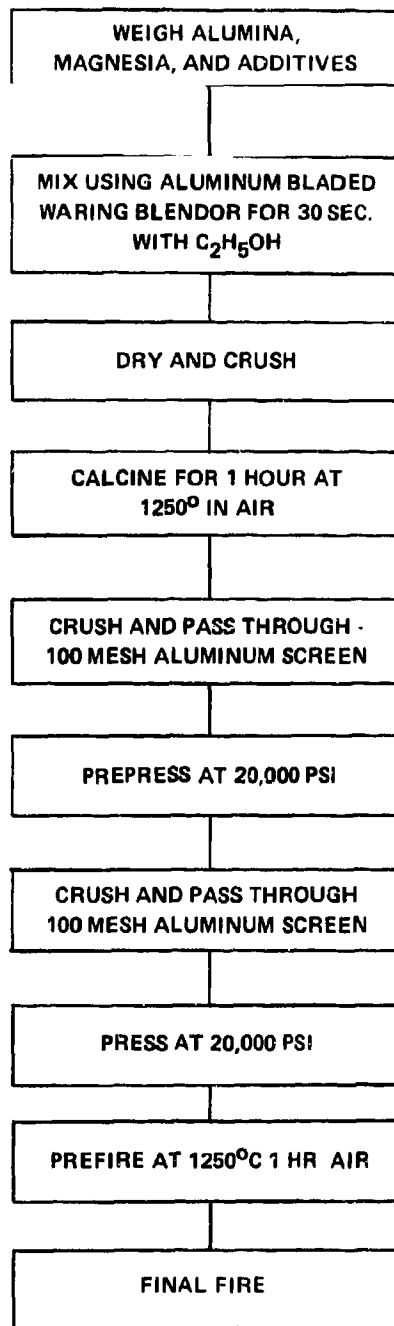 WEIGH ALUMINA,
MAGNESIA, AND ADDITIVES
MIX USING ALUMINUM BLADED
WARING BLENDOR FOR 30 SEC.
WITH C₂H₅OH
DRY AND CRUSH
CALCINE FOR 1 HOUR AT
1250° IN AIR
CRUSH AND PASS THROUGH -
100 MESH ALUMINUM SCREEN
PREPRESS AT 20,000 PSI
CRUSH AND PASS THROUGH
100 MESH ALUMINUM SCREEN
PRESS AT 20,000 PSI
PREFIRE AT 1250°C 1 HR AIR
FINAL FIRE